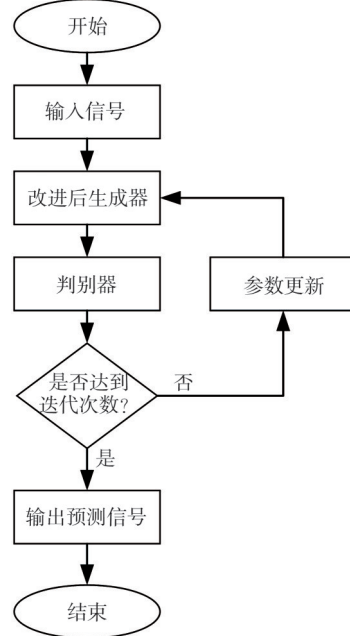 开始
输入信号
改进后生成器
判别器
参数更新
是否达到
迭代次数?
否
是
输出预测信号
结束